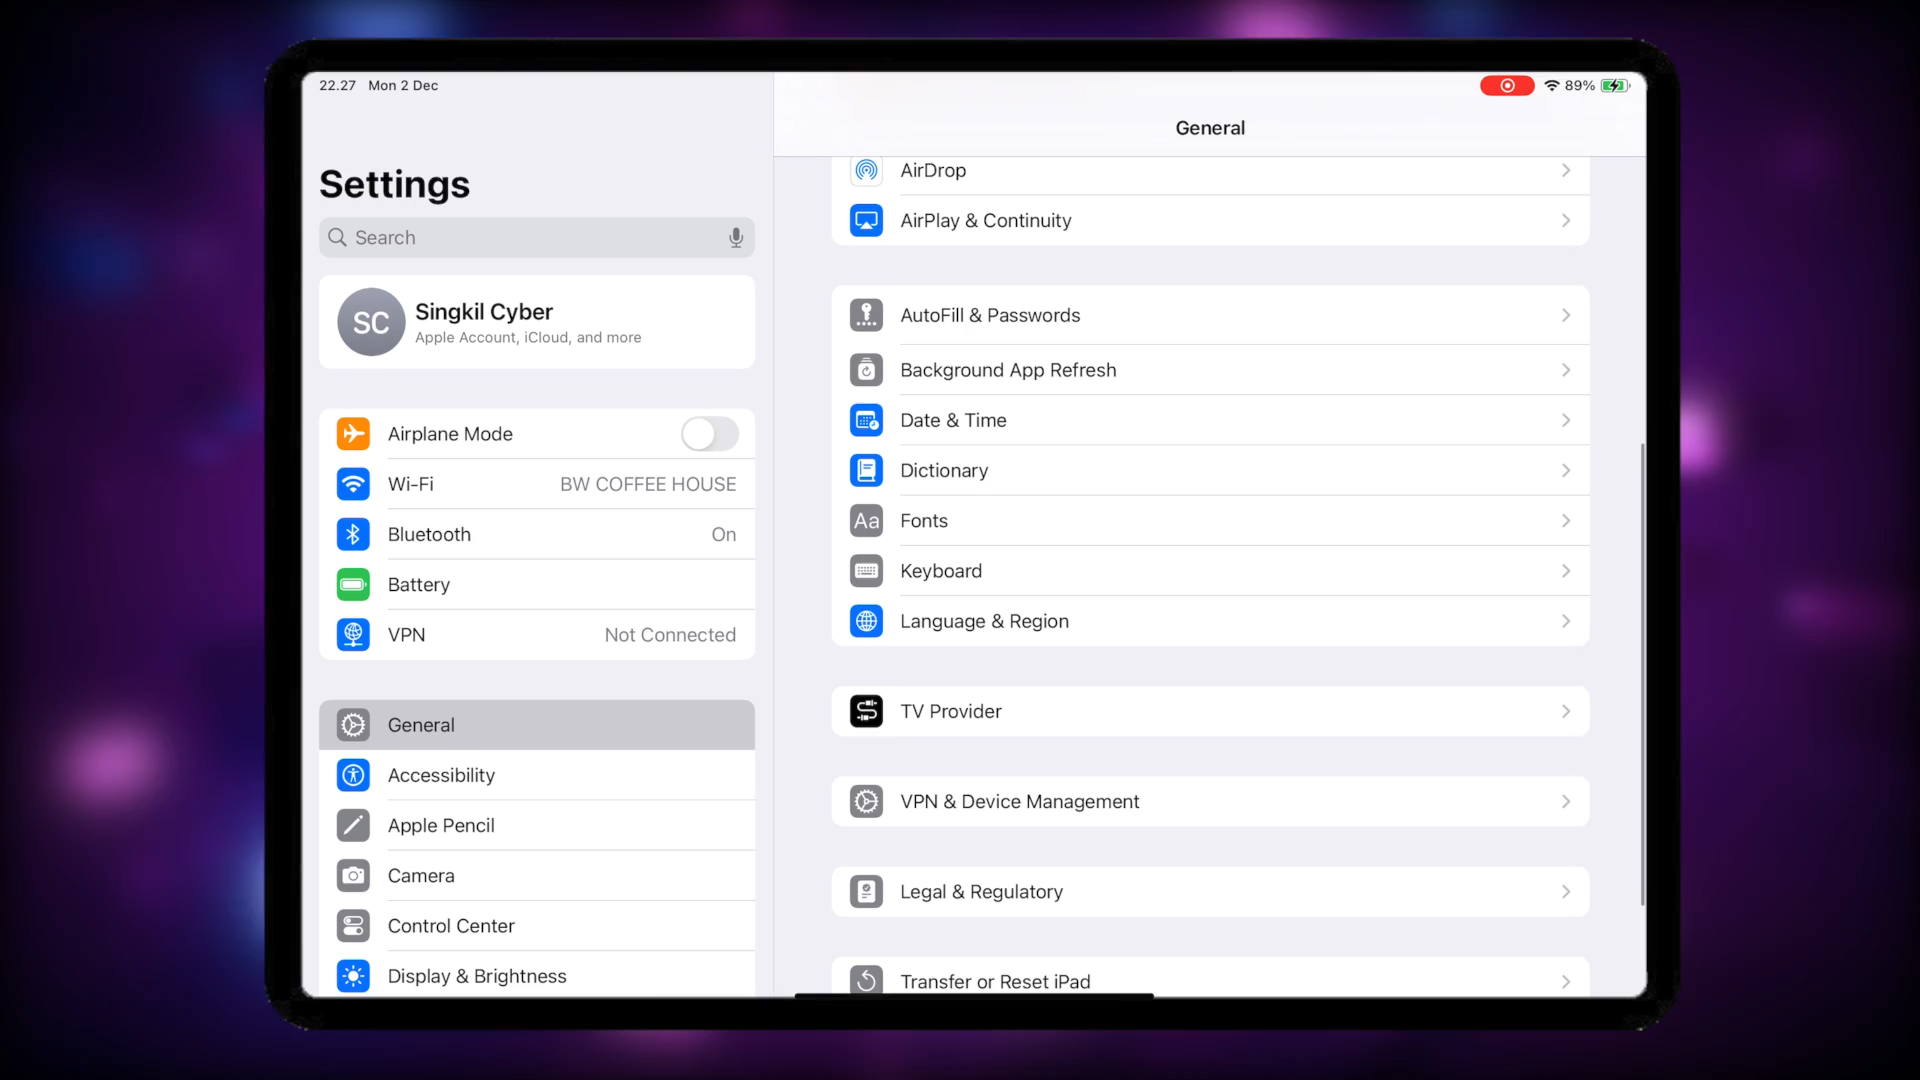 22.27 Mon 2 Dec
89%
Settings
Search
SC
Singkil Cyber
Apple Account, iCloud, and more
Airplane Mode
Wi-Fi BW COFFEE HOUSE
Bluetooth On
Battery
VPN Not Connected
General
Accessibility
Apple Pencil
Camera
Control Center
Display & Brightness
General
AirDrop
AirPlay & Continuity
AutoFill & Passwords
Background App Refresh
Date & Time
Dictionary
Aa Fonts
Keyboard
Language & Region
TV Provider
VPN & Device Management
Legal & Regulatory
Transfer or Reset iPad